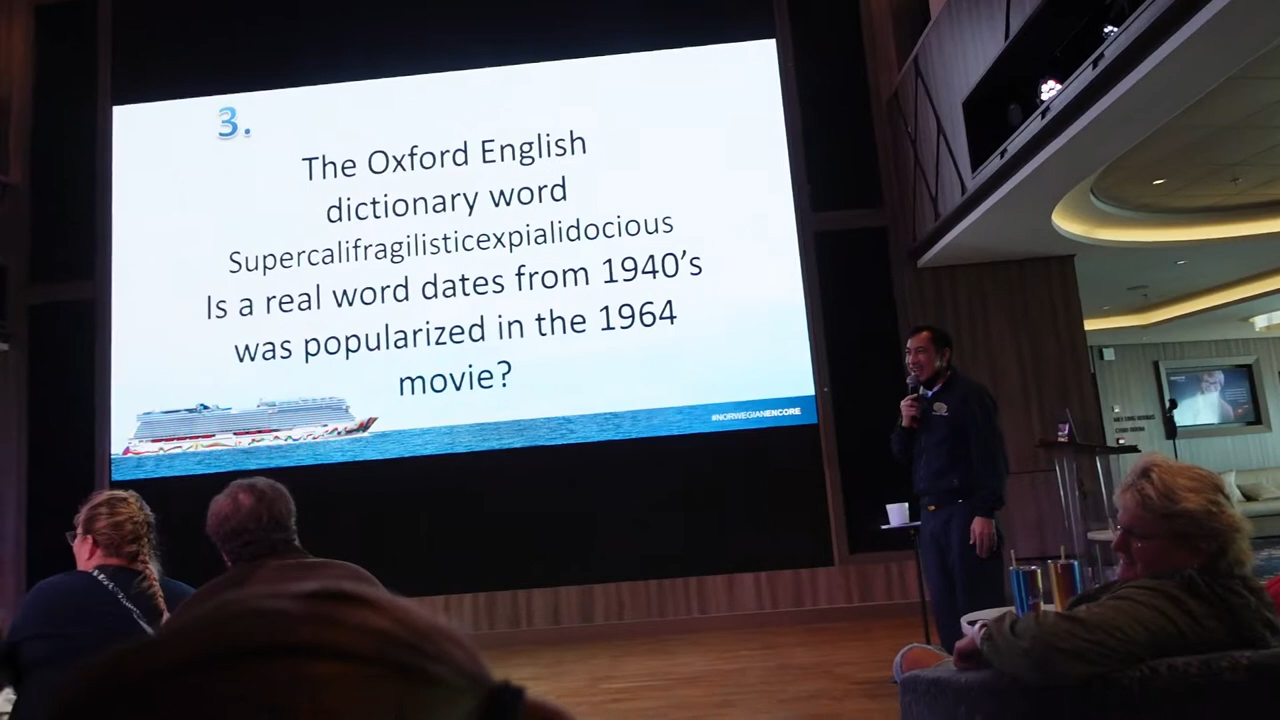 3.
The Oxford English
dictionary word
Supercalifragilisticexpialidocious
Is a real word dates from 1940's
was popularized in the 1964
movie?
#NORWEGIANENCORE